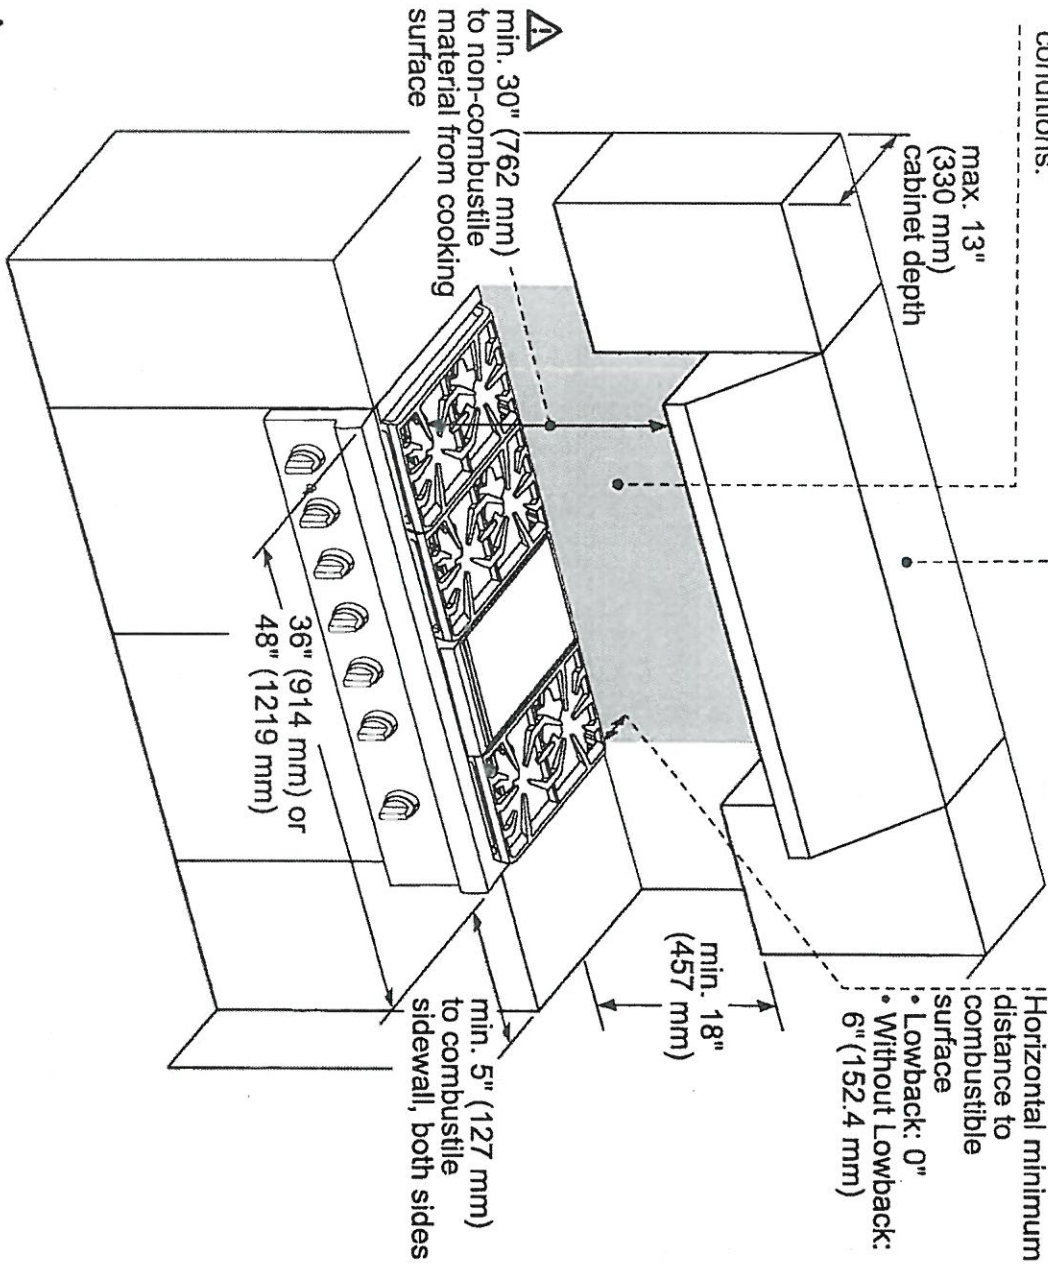 conditions.
max. 13"
(330 mm)
cabinet depth
min. 30" (762 mm)
to non-combustile
material from cooking
surface
36" (914 mm) or
48" (1219 mm)
min. 18"
(457 mm)
Horizontal minimum
distance to
combustible
surface
• Lowback: 0"
• Without Lowback:
6" (152.4 mm)
min. 5" (127 mm)
to combustile
sidewall, both sides